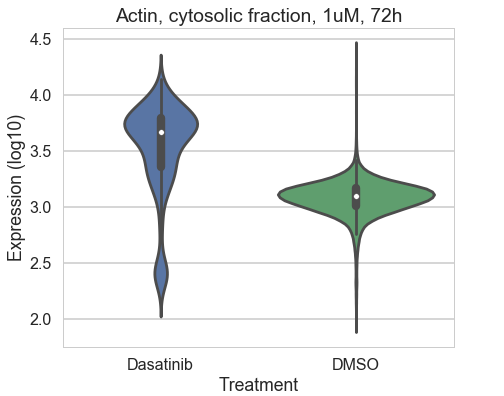 Actin, cytosolic fraction, 1uM, 72h
4.5
4.0
3.5
3.0
2.5
2.0
Expression (log10)
Dasatinib DMSO
Treatment